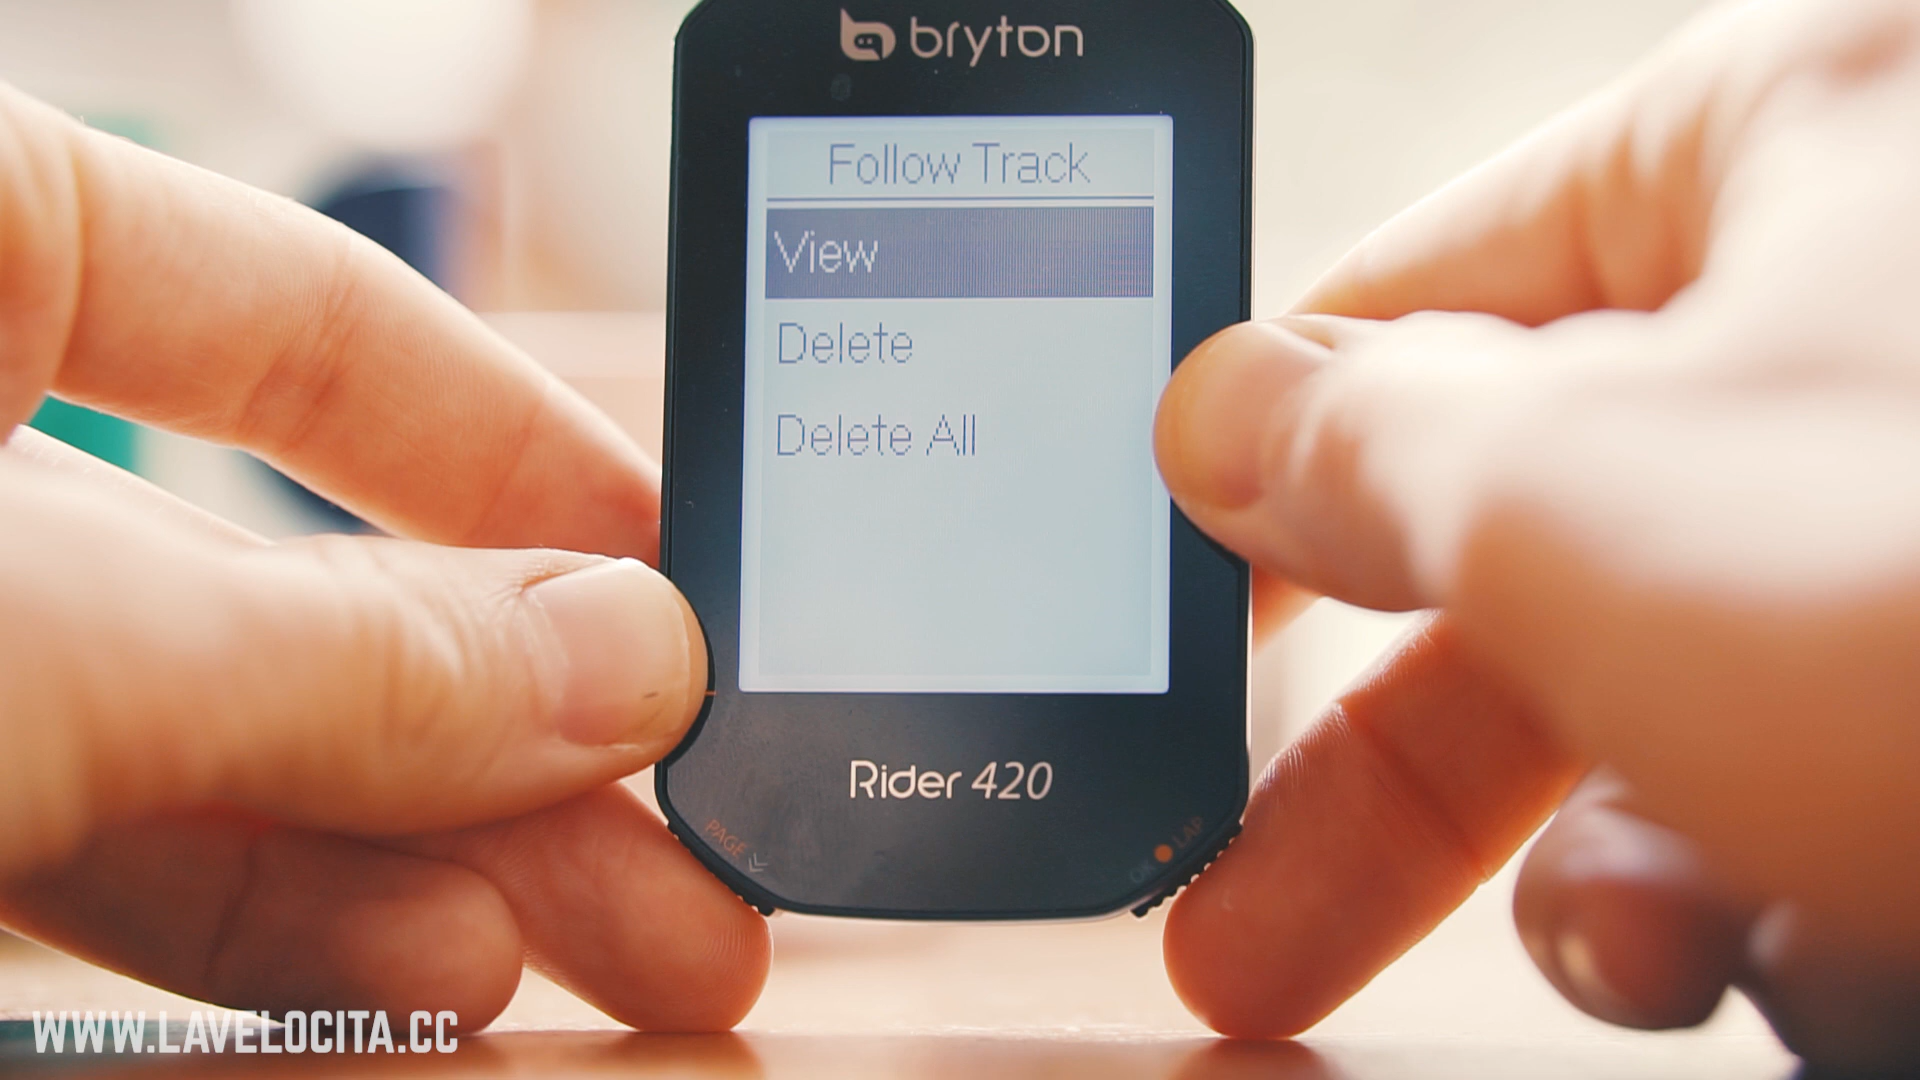 bryton
Follow Track
View
Delete
Delete All
Rider 420
PAGE
OK LAP
WWW.LAVELOCITA.CC